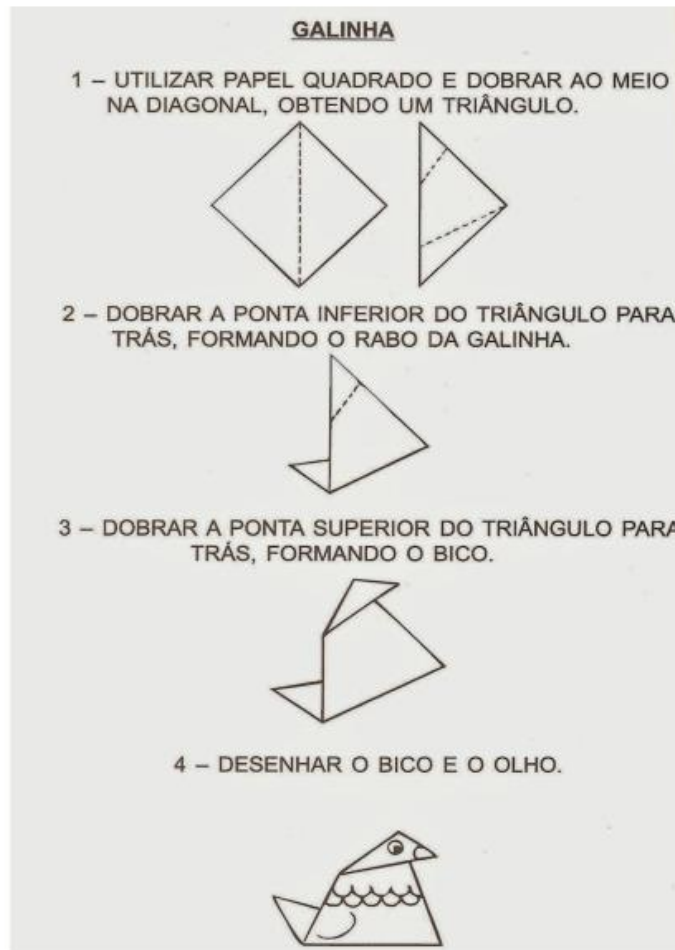 GALINHA
1 – UTILIZAR PAPEL QUADRADO E DOBRAR AO MEIO
NA DIAGONAL, OBTENDO UM TRIÂNGULO.
2 – DOBRAR A PONTA INFERIOR DO TRIÂNGULO PARA
TRÁS, FORMANDO O RABO DA GALINHA.
3 – DOBRAR A PONTA SUPERIOR DO TRIÂNGULO PARA
TRÁS, FORMANDO O BICO.
4 – DESENHAR O BICO E O OLHO.